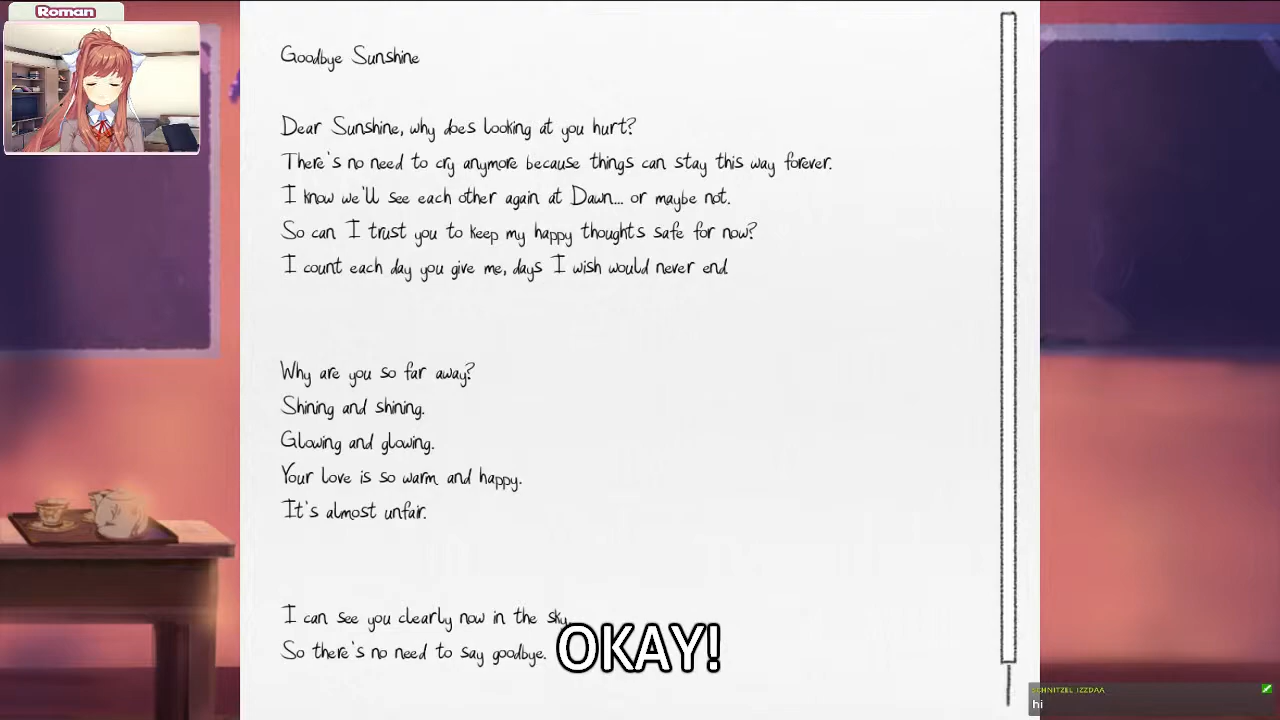 Roman
Goodbye Sunshine
Dear Sunshine, why does looking at you hurt?
There's no need to cry anymore because things can stay this way forever.
I know we'll see each other again at Dawn... or maybe not.
So can I trust you to keep my happy thoughts safe for now?
I count each day you give me, days I wish would never end
Why are you so far away?
Shining and shining.
Glowing and glowing.
Your love is so warm and happy.
It's almost unfair.
I can see you clearly now in the sky
So there's no need to say goodbye.
OKAY!
SCHNITZEL_IZZDAA
hi